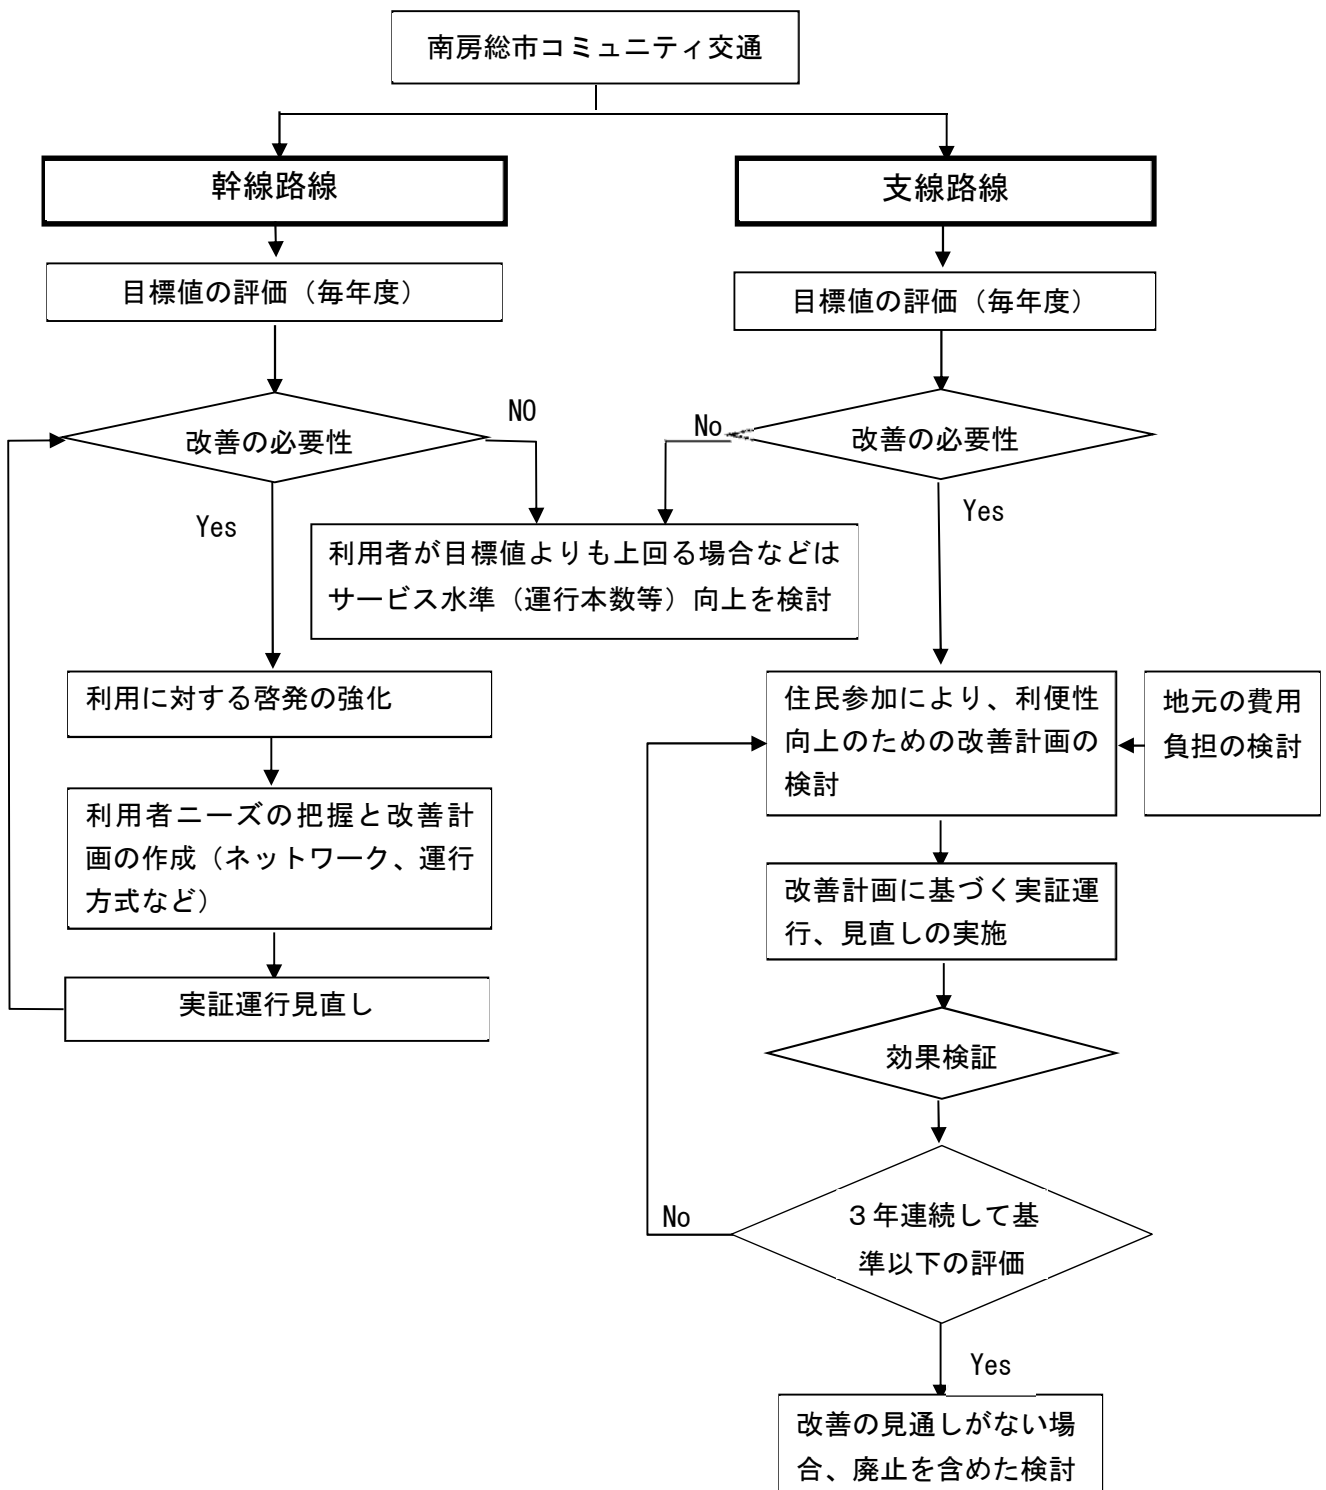 南房総市コミュニティ交通
幹線路線
支線路線
目標値の評価（毎年度）
目標値の評価（毎年度）
改善の必要性
NO
No
改善の必要性
Yes
Yes
利用者が目標値よりも上回る場合などは
サービス水準（運行本数等）向上を検討
利用に対する啓発の強化
利用者ニーズの把握と改善計
画の作成（ネットワーク、運行
方式など）
実証運行見直し
住民参加により、利便性
向上のための改善計画の
検討
地元の費用
負担の検討
改善計画に基づく実証運
行、見直しの実施
効果検証
３年連続して基
準以下の評価
No
Yes
改善の見通しがない場
合、廃止を含めた検討